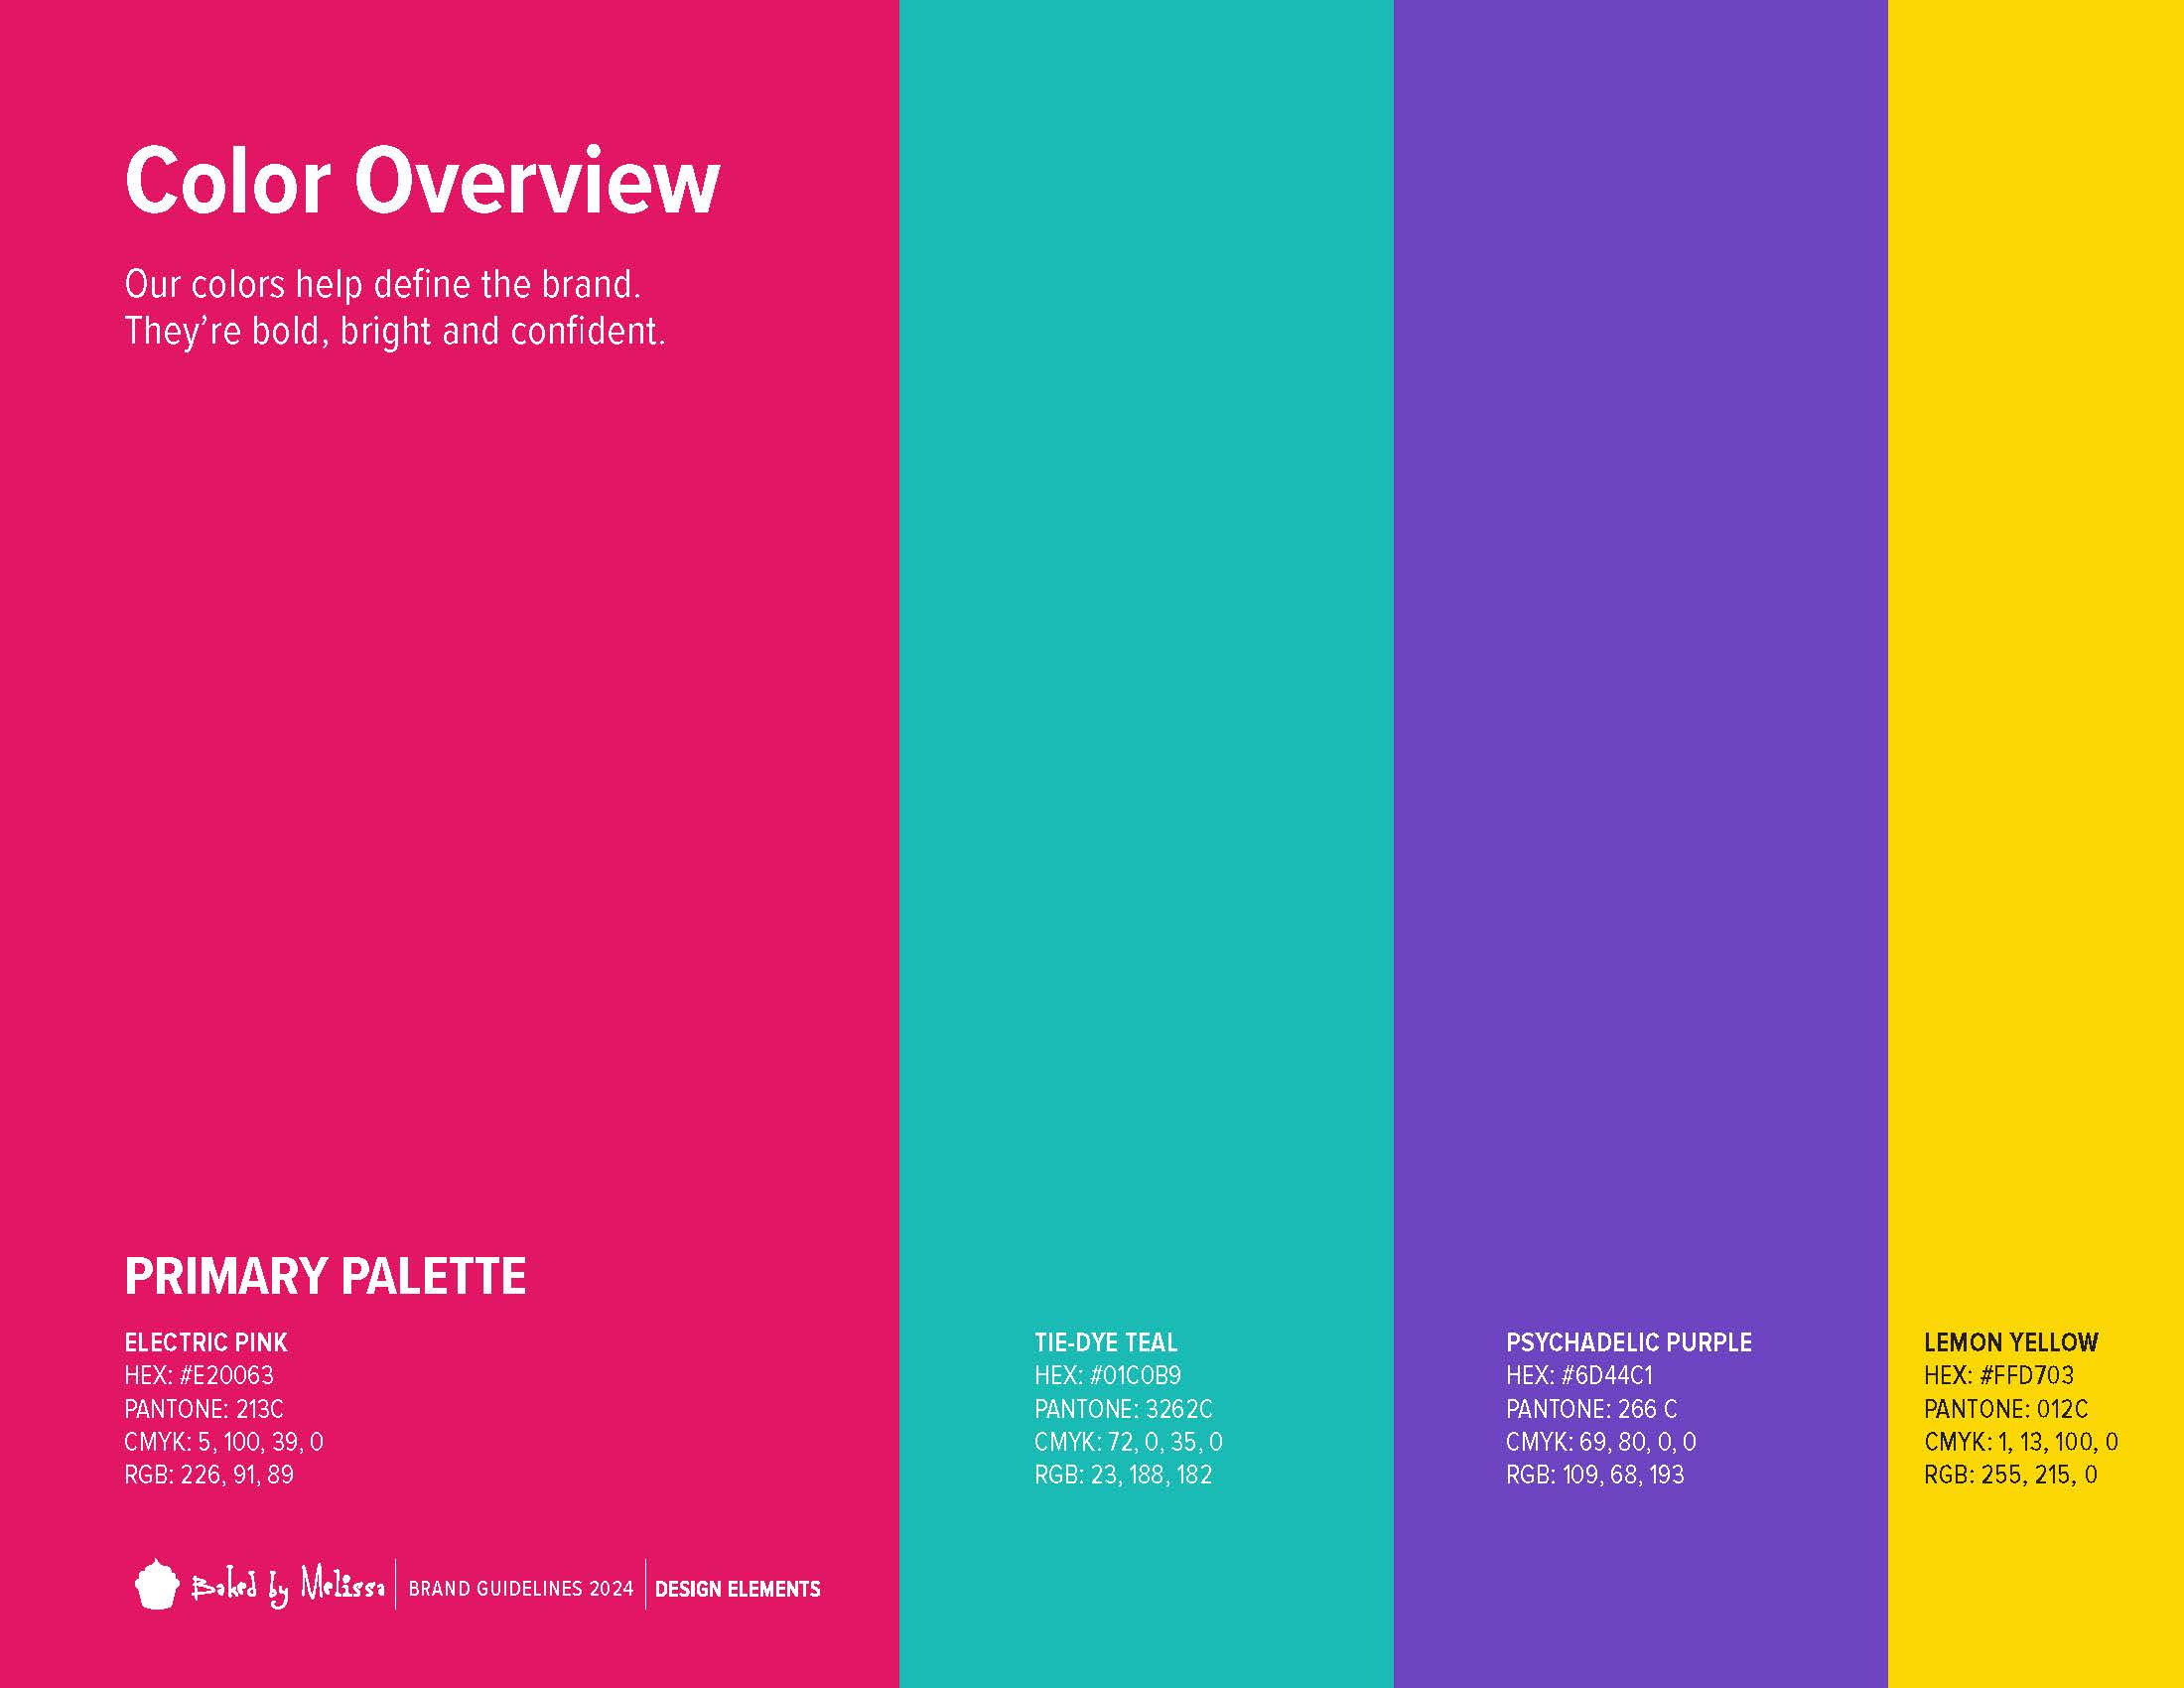 Color Overview
Our colors help define the brand.
They’re bold, bright and confident.
PRIMARY PALETTE
ELECTRIC PINK
HEX: #E20063
PANTONE: 213C
CMYK: 5, 100, 39, 0
RGB: 226, 91, 89
TIE-DYE TEAL
HEX: #01C0B9
PANTONE: 3262C
CMYK: 72, 0, 35, 0
RGB: 23, 188, 182
PSYCHADELIC PURPLE
HEX: #6D44C1
PANTONE: 266 C
CMYK: 69, 80, 0, 0
RGB: 109, 68, 193
LEMON YELLOW
HEX: #FFD703
PANTONE: 012C
CMYK: 1, 13, 100, 0
RGB: 255, 215, 0
Baked by Melissa BRAND GUIDELINES 2024 DESIGN ELEMENTS